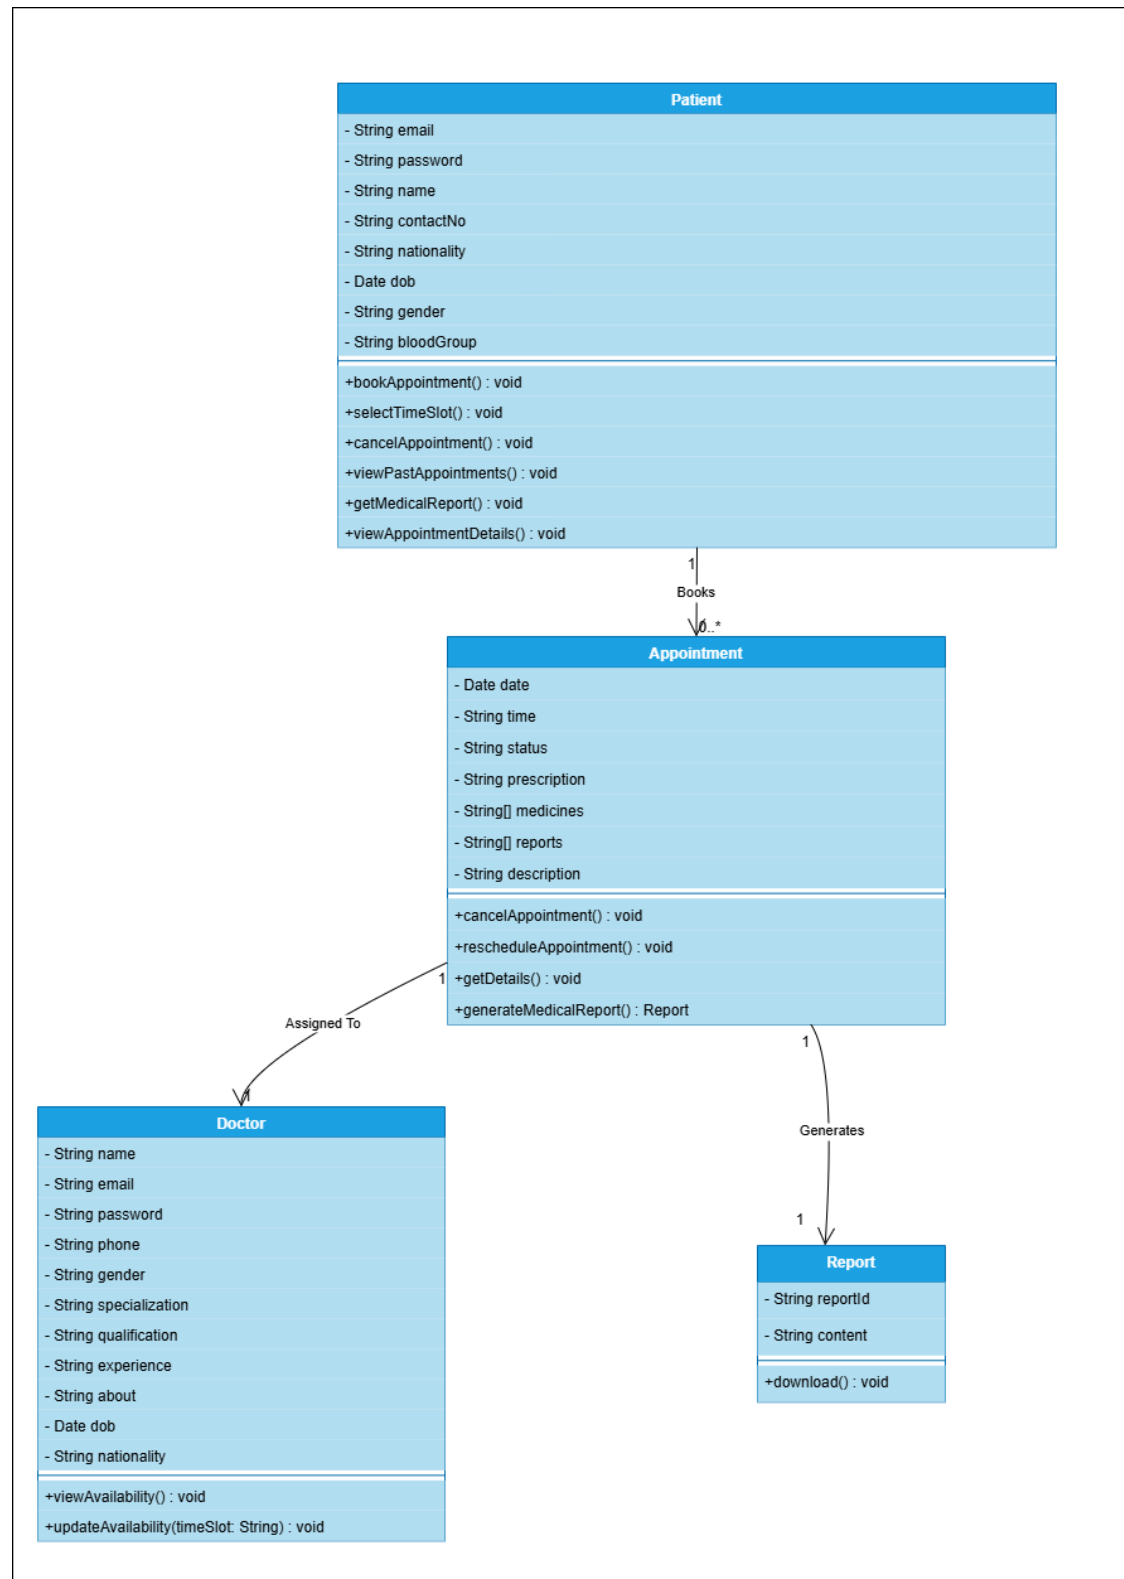 Patient
- String email
- String password
- String name
- String contactNo
- String nationality
- Date dob
- String gender
- String bloodGroup
+bookAppointment() : void
+selectTimeSlot() : void
+cancelAppointment() : void
+viewPastAppointments() : void
+getMedicalReport() : void
+viewAppointmentDetails() : void
1
Books
0..*
Appointment
- Date date
- String time
- String status
- String prescription
- String[] medicines
- String[] reports
- String description
+cancelAppointment() : void
+rescheduleAppointment() : void
+getDetails() : void
+generateMedicalReport() : Report
1
Assigned To
1
1
Generates
1
Doctor
- String name
- String email
- String password
- String phone
- String gender
- String specialization
- String qualification
- String experience
- String about
- Date dob
- String nationality
+viewAvailability() : void
+updateAvailability(timeSlot: String) : void
Report
- String reportId
- String content
+download() : void